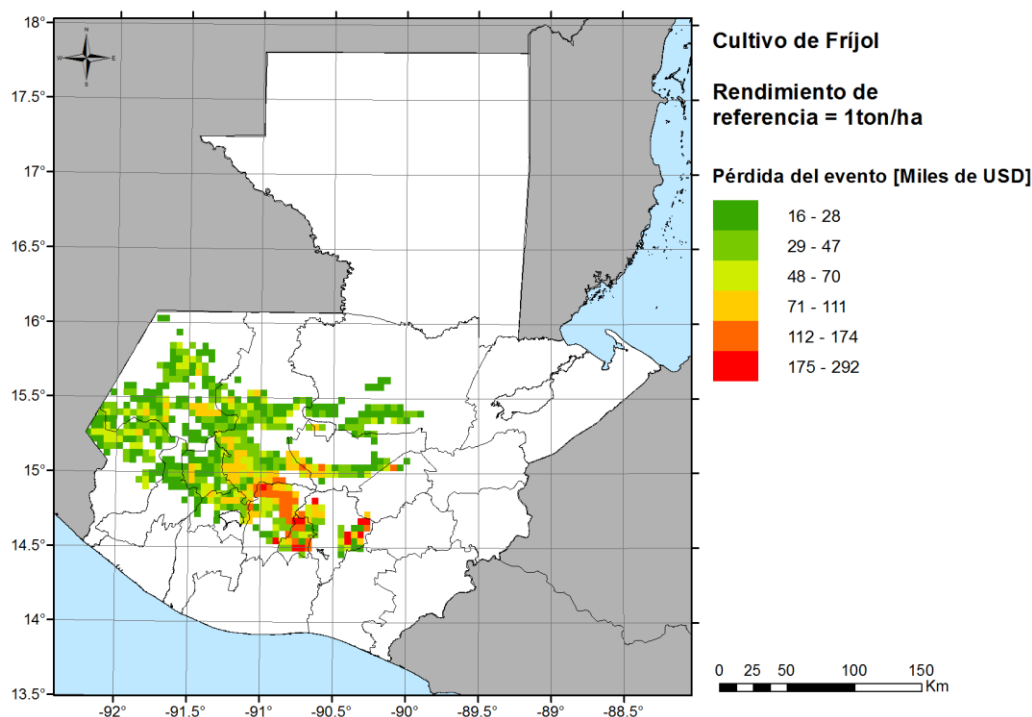 N
W
E
S
18°
17.5°
17°
16.5°
16°
15.5°
15°
14.5°
14°
13.5°
-92°
-91.5°
-91°
-90.5°
-90°
-89.5°
-89°
-88.5°
Cultivo de Fríjol
Rendimiento de
referencia = 1ton/ha
Pérdida del evento [Miles de USD]
16 - 28
29 - 47
48 - 70
71 - 111
112 - 174
175 - 292
0 25 50 100 150
Km